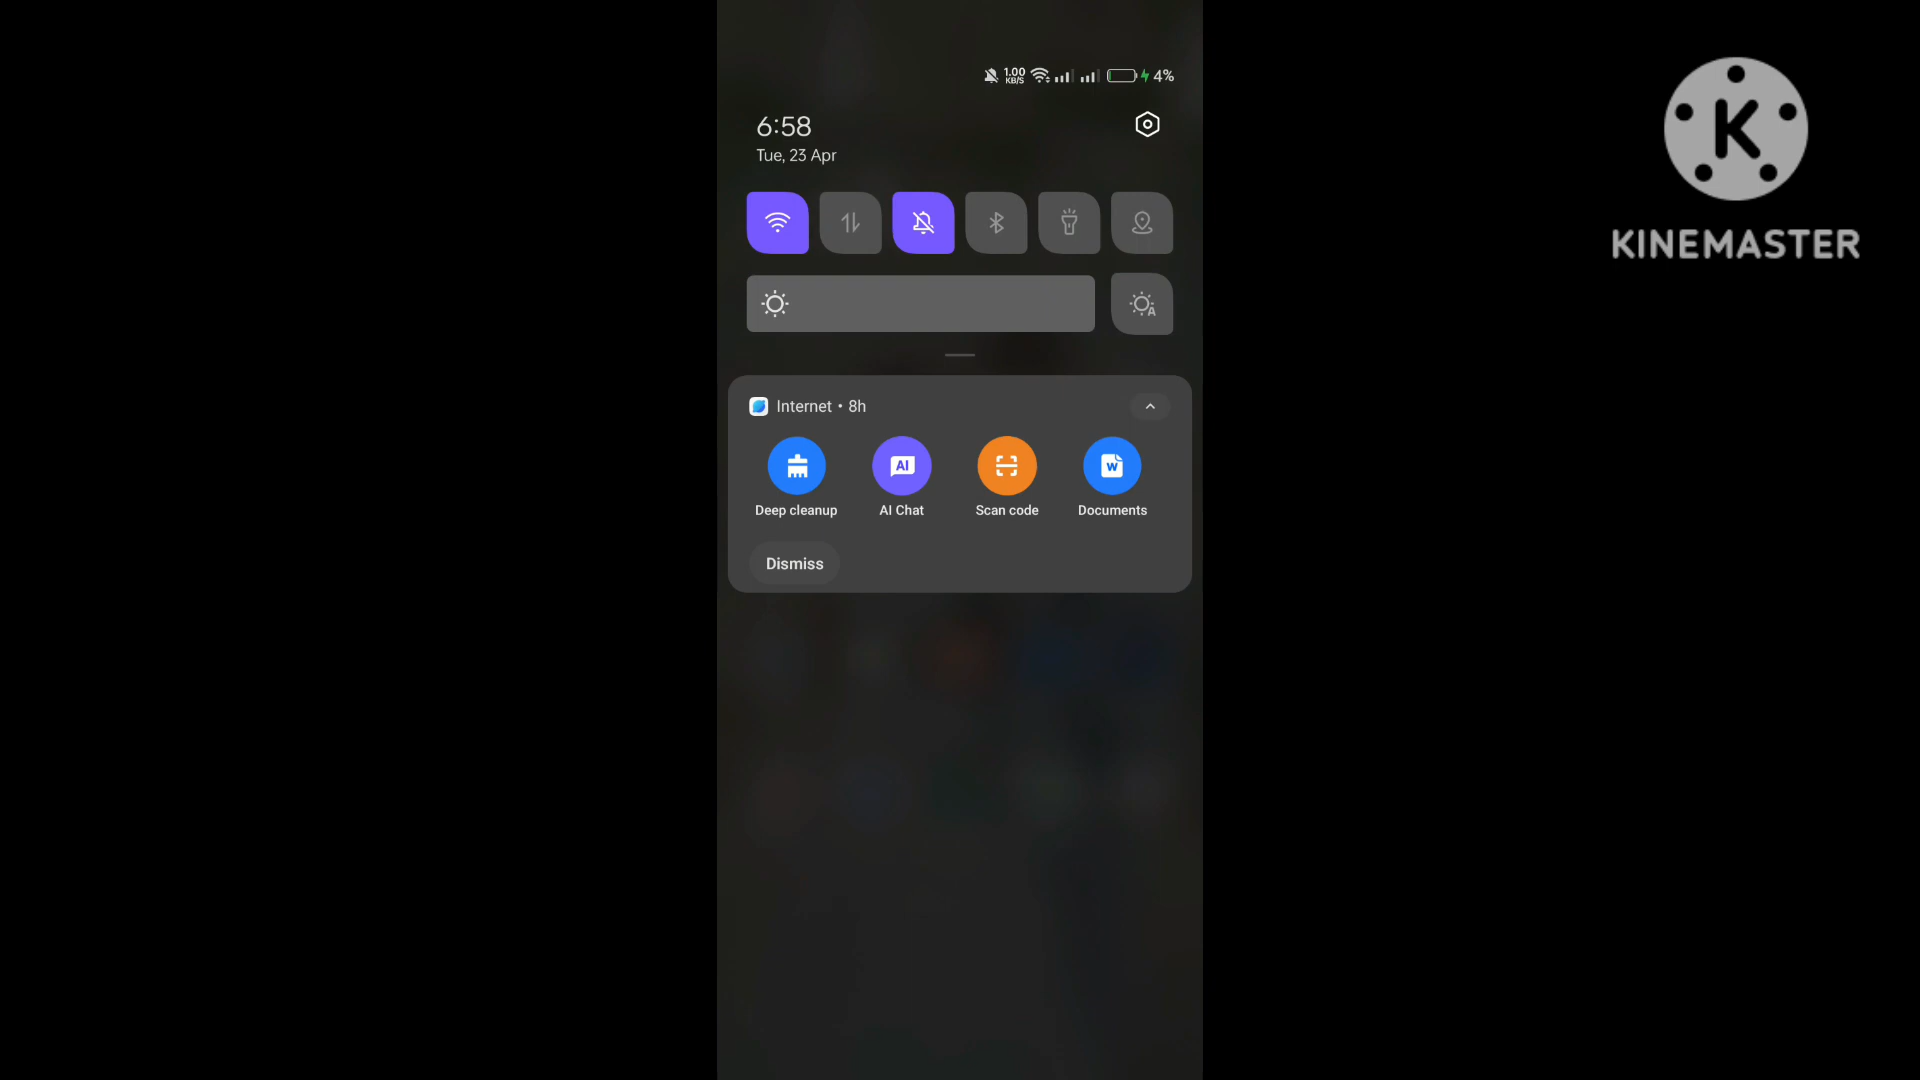 1.00
KB/S
4%
6:58
Tue, 23 Apr
A
Internet • 8h
AI
W
Deep cleanup
AI Chat
Scan code
Documents
Dismiss
K
KINEMASTER